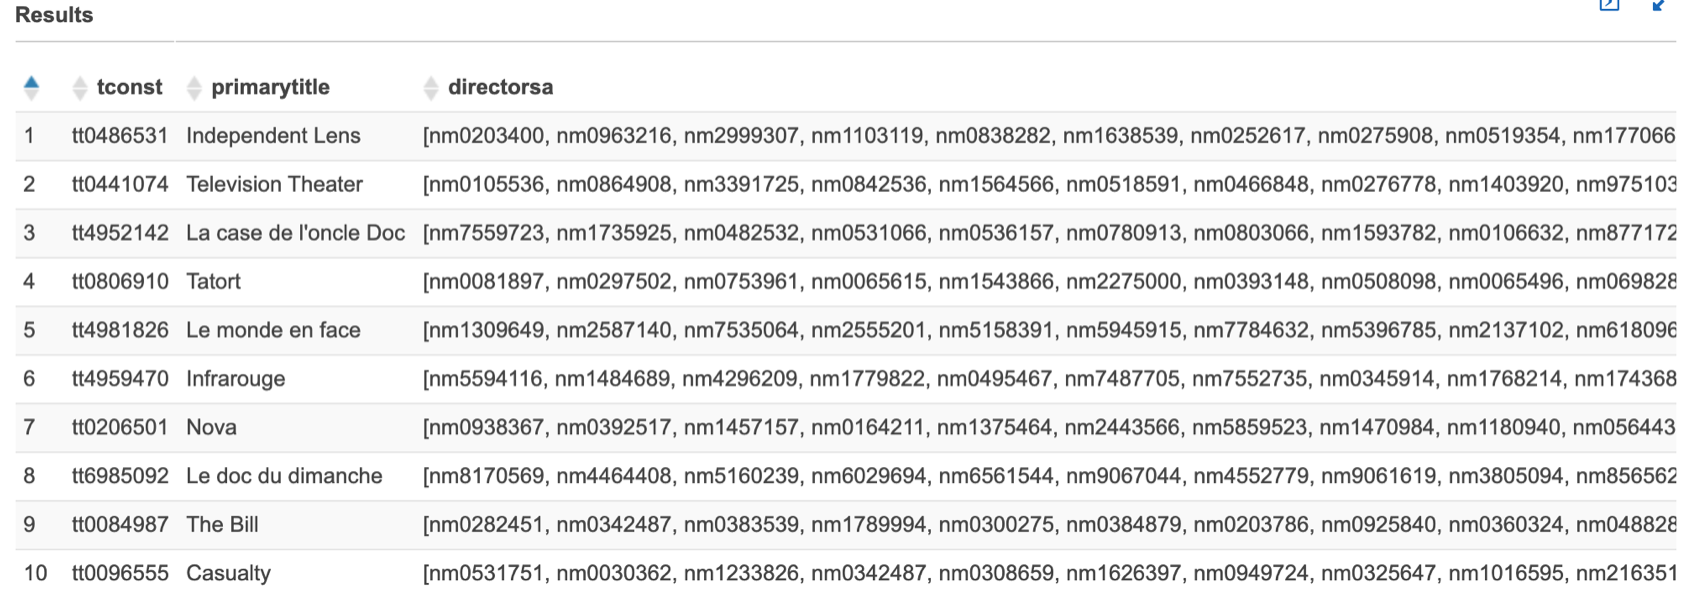 Results
tconst primarytitle directorsa
1 tt0486531 Independent Lens [nm0203400, nm0963216, nm2999307, nm1103119, nm0838282, nm1638539, nm0252617, nm0275908, nm0519354, nm177066
2 tt0441074 Television Theater [nm0105536, nm0864908, nm3391725, nm0842536, nm1564566, nm0518591, nm0466848, nm0276778, nm1403920, nm975103
3 tt4952142 La case de l'oncle Doc [nm7559723, nm1735925, nm0482532, nm0531066, nm0536157, nm0780913, nm0803066, nm1593782, nm0106632, nm877172
4 tt0806910 Tatort [nm0081897, nm0297502, nm0753961, nm0065615, nm1543866, nm2275000, nm0393148, nm0508098, nm0065496, nm069828
5 tt4981826 Le monde en face [nm1309649, nm2587140, nm7535064, nm2555201, nm5158391, nm5945915, nm7784632, nm5396785, nm2137102, nm618096
6 tt4959470 Infrarouge [nm5594116, nm1484689, nm4296209, nm1779822, nm0495467, nm7487705, nm7552735, nm0345914, nm1768214, nm174368
7 tt0206501 Nova [nm0938367, nm0392517, nm1457157, nm0164211, nm1375464, nm2443566, nm5859523, nm1470984, nm1180940, nm056443
8 tt6985092 Le doc du dimanche [nm8170569, nm4464408, nm5160239, nm6029694, nm6561544, nm9067044, nm4552779, nm9061619, nm3805094, nm856562
9 tt0084987 The Bill [nm0282451, nm0342487, nm0383539, nm1789994, nm0300275, nm0384879, nm0203786, nm0925840, nm0360324, nm048828
10 tt0096555 Casualty [nm0531751, nm0030362, nm1233826, nm0342487, nm0308659, nm1626397, nm0949724, nm0325647, nm1016595, nm216351